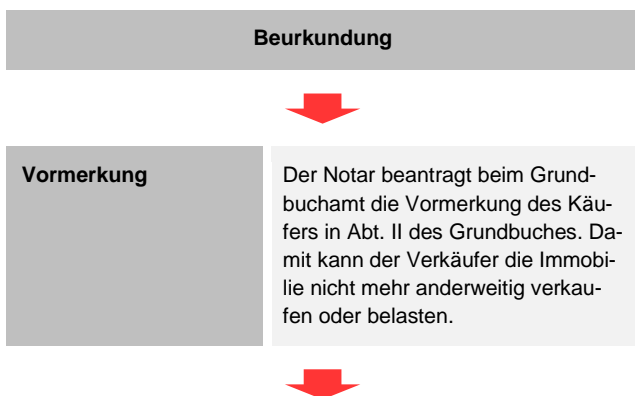 Beurkundung
Vormerkung
Der Notar beantragt beim Grund-
buchamt die Vormerkung des Käu-
fers in Abt. II des Grundbuches. Da-
mit kann der Verkäufer die Immobi-
lie nicht mehr anderweitig verkau-
fen oder belasten.